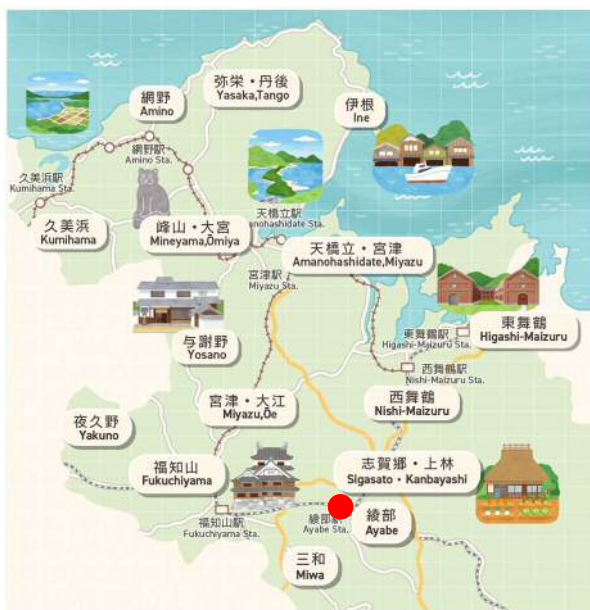 弥栄・丹後
Yasaka,Tango
網野
Amino
伊根
Ine
網野駅
Amino Sta.
久美浜駅
Kumihama Sta.
久美浜
Kumihama
峰山・大宮
Mineyama,Ōmiya
天橋立駅
anohashidate Sta.
天橋立・宮津
Amanohashidate,Miyazu
宮津駅
Miyazu Sta.
与謝野
Yosano
東舞鶴
Higashi-Maizuru
東舞鶴駅
Higashi-Maizuru Sta.
西舞鶴駅
Nishi-Maizuru Sta.
西舞鶴
Nishi-Maizuru
宮津・大江
Miyazu,Ōe
夜久野
Yakuno
福知山
Fukuchiyama
志賀郷・上林
Sigasato・Kanbayashi
福知山駅
Fukuchiyama Sta.
綾部
Ayabe Sta.
綾部
Ayabe
三和
Miwa